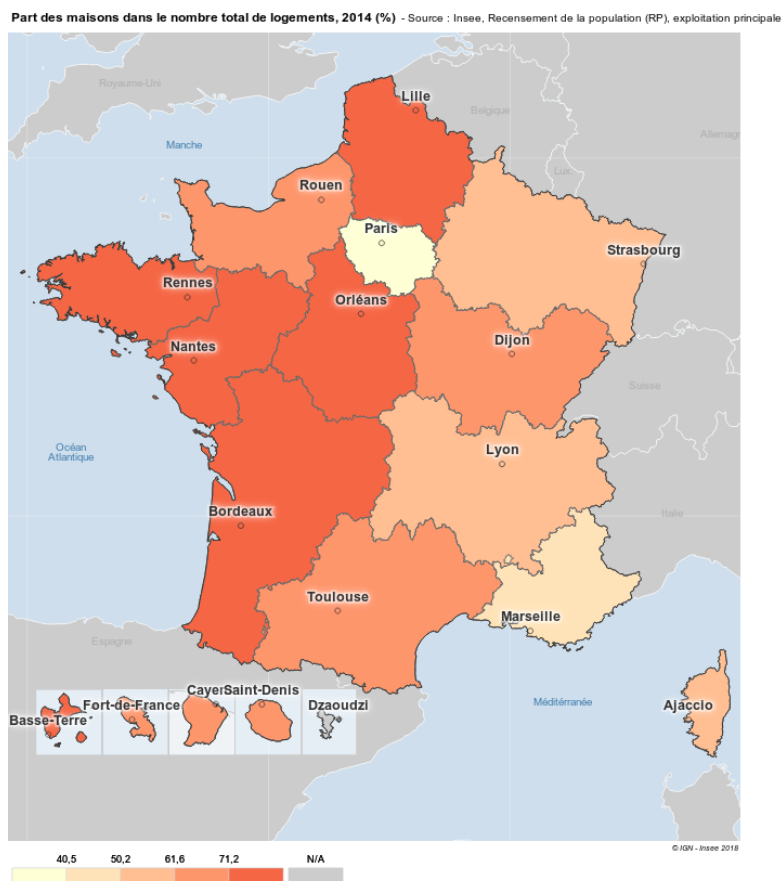 Part des maisons dans le nombre total de logements, 2014 (%) - Source : Insee, Recensement de la population (RP), exploitation principale
Royaume-Uni
Lille
Belgique
Allemagn
Manche
Lux.
Rouen
Paris
Strasbourg
Rennes
Orléans
Nantes
Dijon
Suisse
Océan
Atlantique
Lyon
Bordeaux
Italie
Toulouse
Marseille
Espagne
Basse-Terre
Fort-de-France
Cayen
Saint-Denis
Dzaoudzi
Méditérranée
Ajaccio
© IGN - Insee 2018
40,5 50,2 61,6 71,2 N/A